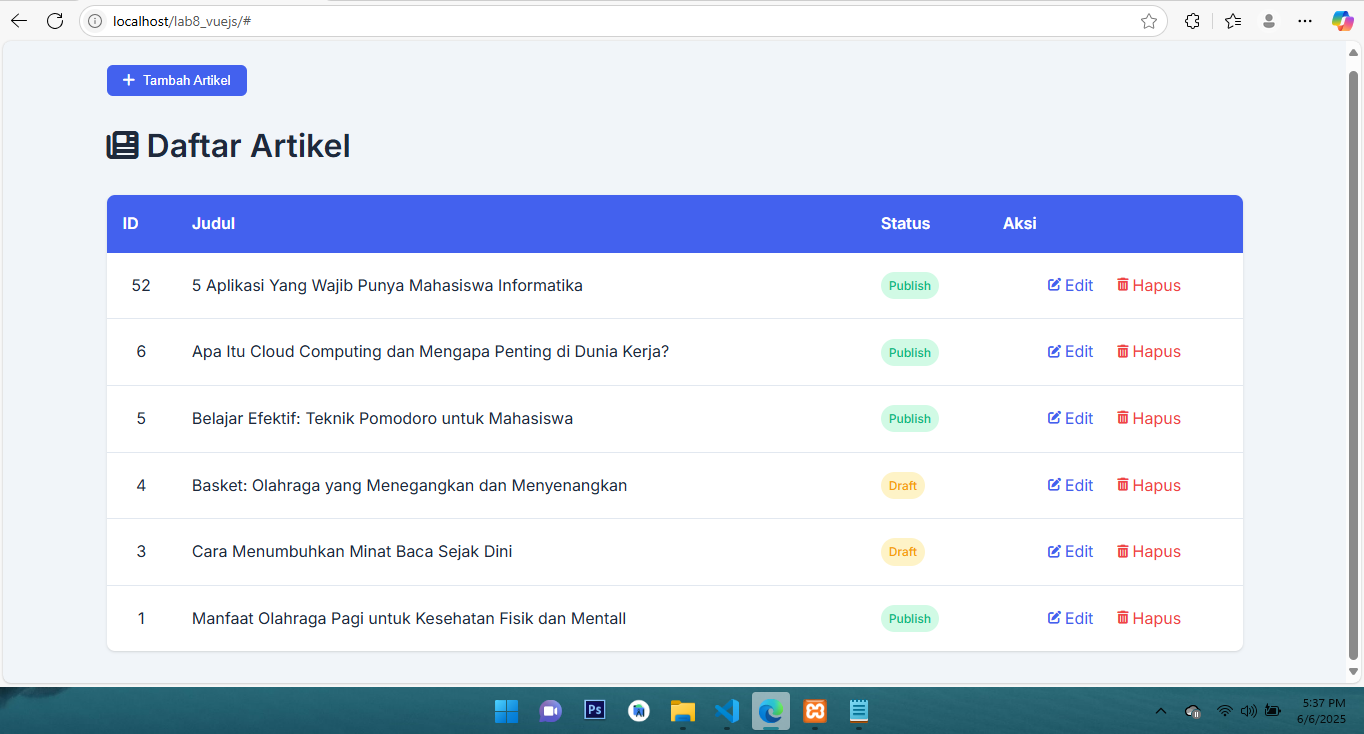 localhost/lab8_vuejs/#
Tambah Artikel
Daftar Artikel
ID Judul Status Aksi
52 5 Aplikasi Yang Wajib Punya Mahasiswa Informatika Publish Edit Hapus
6 Apa Itu Cloud Computing dan Mengapa Penting di Dunia Kerja? Publish Edit Hapus
5 Belajar Efektif: Teknik Pomodoro untuk Mahasiswa Publish Edit Hapus
4 Basket: Olahraga yang Menegangkan dan Menyenangkan Draft Edit Hapus
3 Cara Menumbuhkan Minat Baca Sejak Dini Draft Edit Hapus
1 Manfaat Olahraga Pagi untuk Kesehatan Fisik dan Mentall Publish Edit Hapus
Ps
5:37 PM
6/6/2025